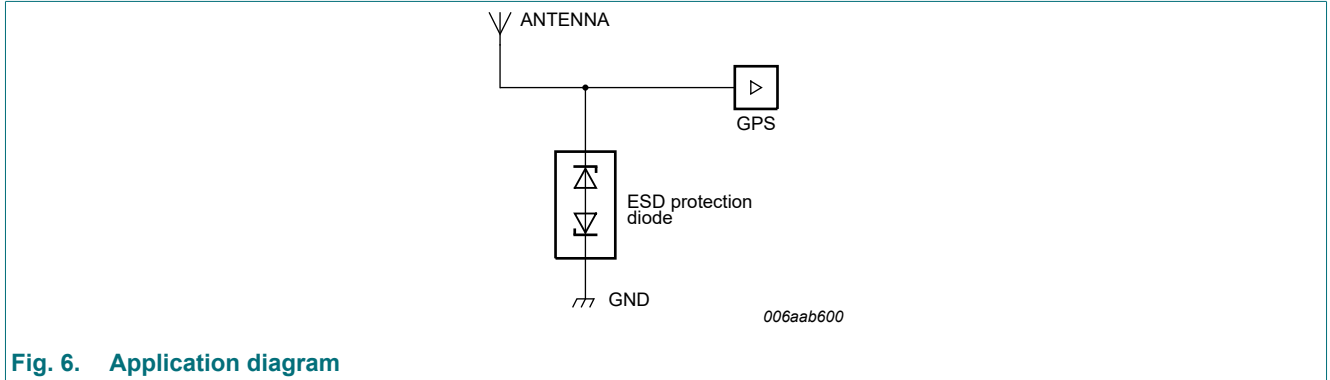 ANTENNA
GPS
ESD protection
diode
GND
006aab600
Fig. 6. Application diagram